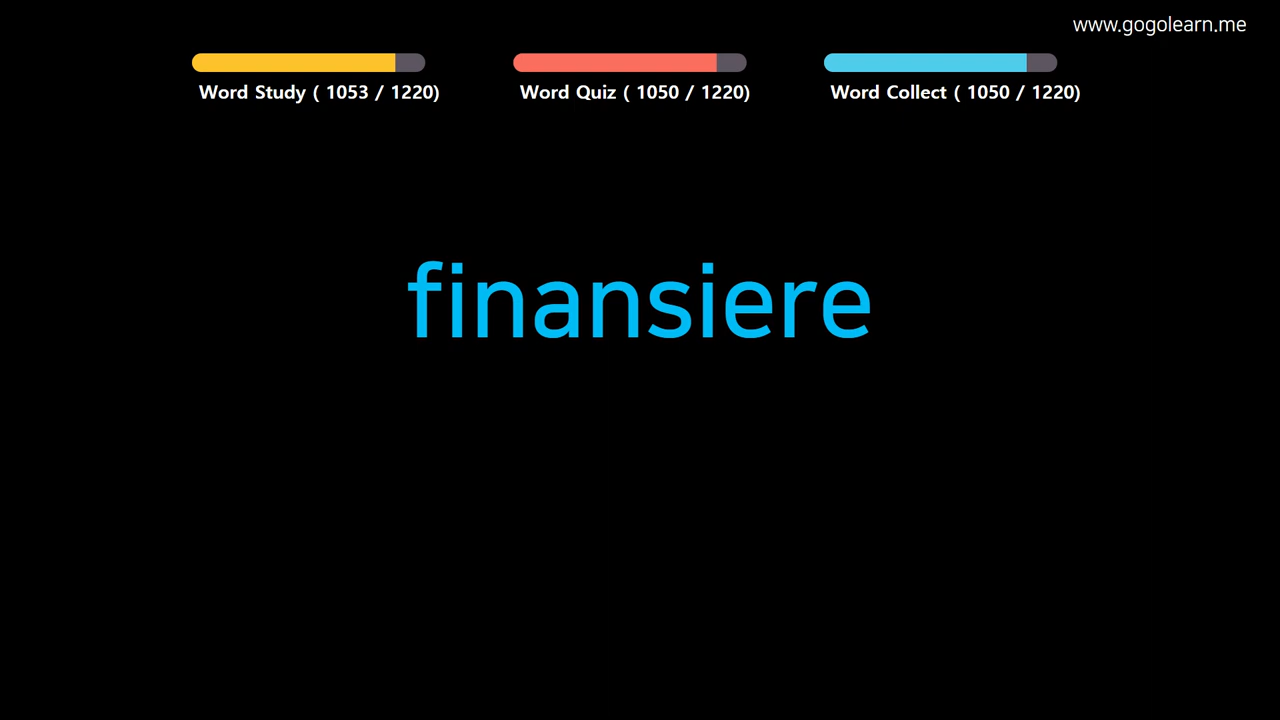 www.gogolearn.me
Word Study ( 1053 / 1220)
Word Quiz ( 1050 / 1220)
Word Collect ( 1050 / 1220)
finansiere